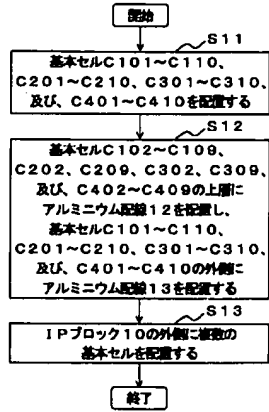 開始
S11
基本セルC101～C110、
C201～C210、C301～C310、
及び、C401～C410を配置する
S12
基本セルC102～C109、
C202、C209、C302、C309、
及び、C402～C409の上層に
アルミニウム配線12を配置し、
基本セルC101～C110、
C201～C210、C301～C310、
及び、C401～C410の外側に
アルミニウム配線13を配置する
S13
IPブロック10の外側に複数の
基本セルを配置する
終了